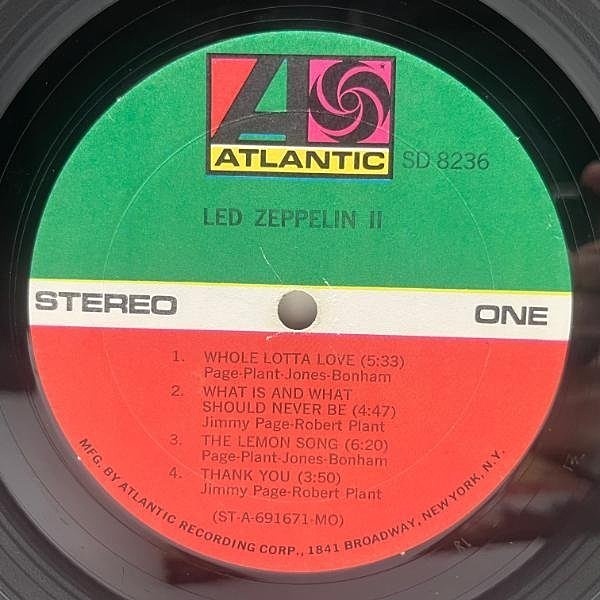 ATLANTIC SD 8236
LED ZEPPELIN II
STEREO ONE
1. WHOLE LOTTA LOVE (5:33)
Page-Plant-Jones-Bonham
2. WHAT IS AND WHAT
SHOULD NEVER BE (4:47)
Jimmy Page-Robert Plant
3. THE LEMON SONG (6:20)
Page-Plant-Jones-Bonham
4. THANK YOU (3:50)
Jimmy Page-Robert Plant
(ST-A-691671-MO)
MFG. BY ATLANTIC RECORDING CORP., 1841 BROADWAY, NEW YORK, N.Y.